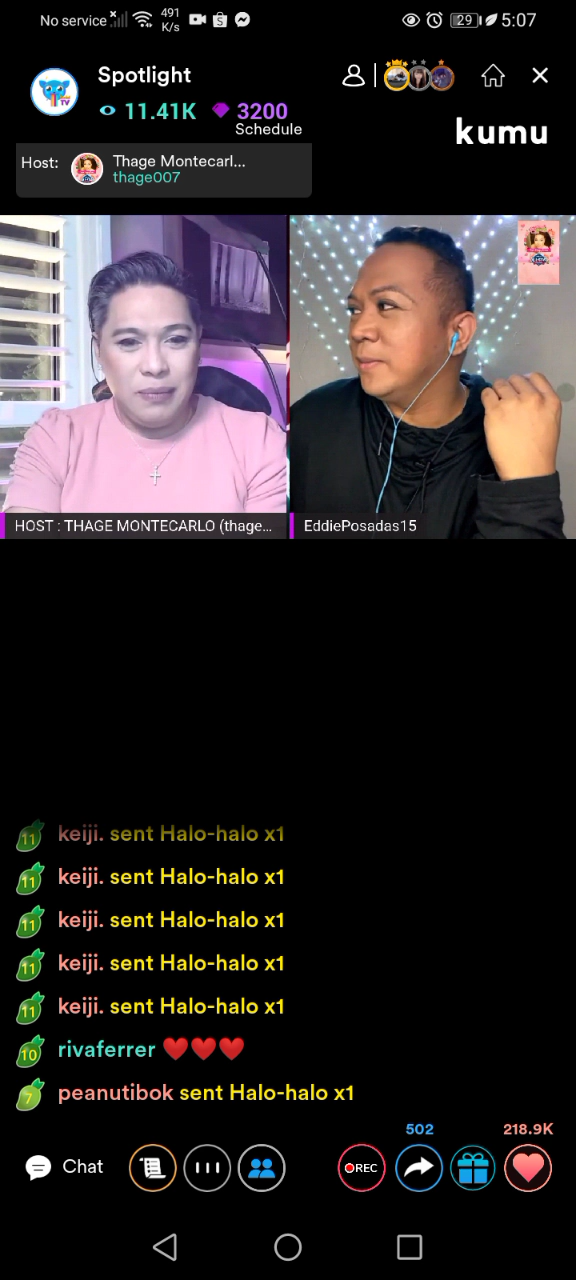 No service 491 K/s 29 5:07
Spotlight
11.41K 3200
Schedule
kumu
Host: Thage Montecarl...
thage007
HOST : THAGE MONTECARLO (thage... EddiePosadas15
11 keiji. sent Halo-halo x1
11 keiji. sent Halo-halo x1
11 keiji. sent Halo-halo x1
11 keiji. sent Halo-halo x1
11 keiji. sent Halo-halo x1
10 rivaferrer ❤️❤️❤️
7 peanutibok sent Halo-halo x1
502 218.9K
Chat REC